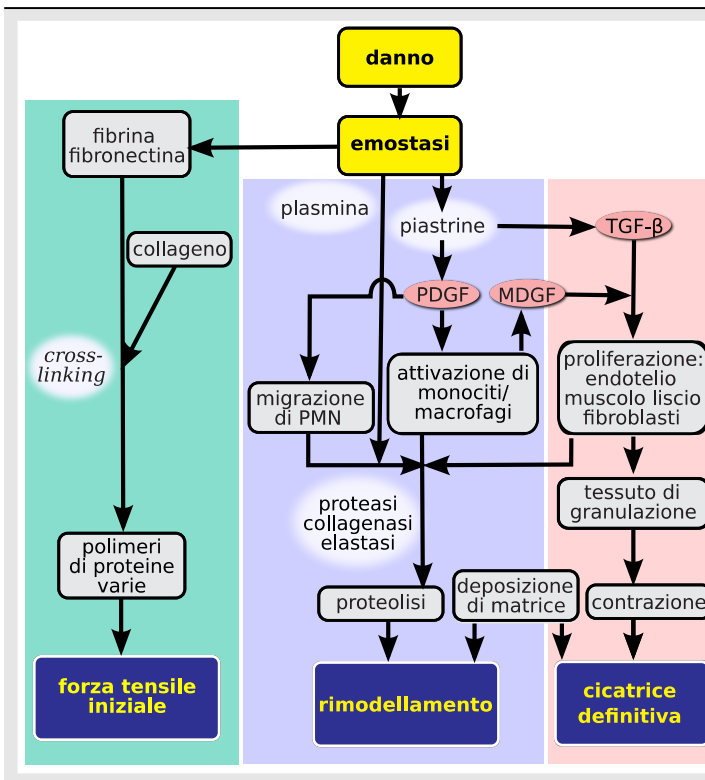 danno
emostasi
fibrina
fibronectina
plasmina
piastrine
TGF-β
collageno
PDGF
MDGF
cross-
linking
migrazione
di PMN
attivazione di
monociti/
macrofagi
proliferazione:
endotelio
muscolo liscio
fibroblasti
proteasi
collagenasi
elastasi
tessuto di
granulazione
polimeri
di proteine
varie
proteolisi
deposizione
di matrice
contrazione
forza tensile
iniziale
rimodellamento
cicatrice
definitiva